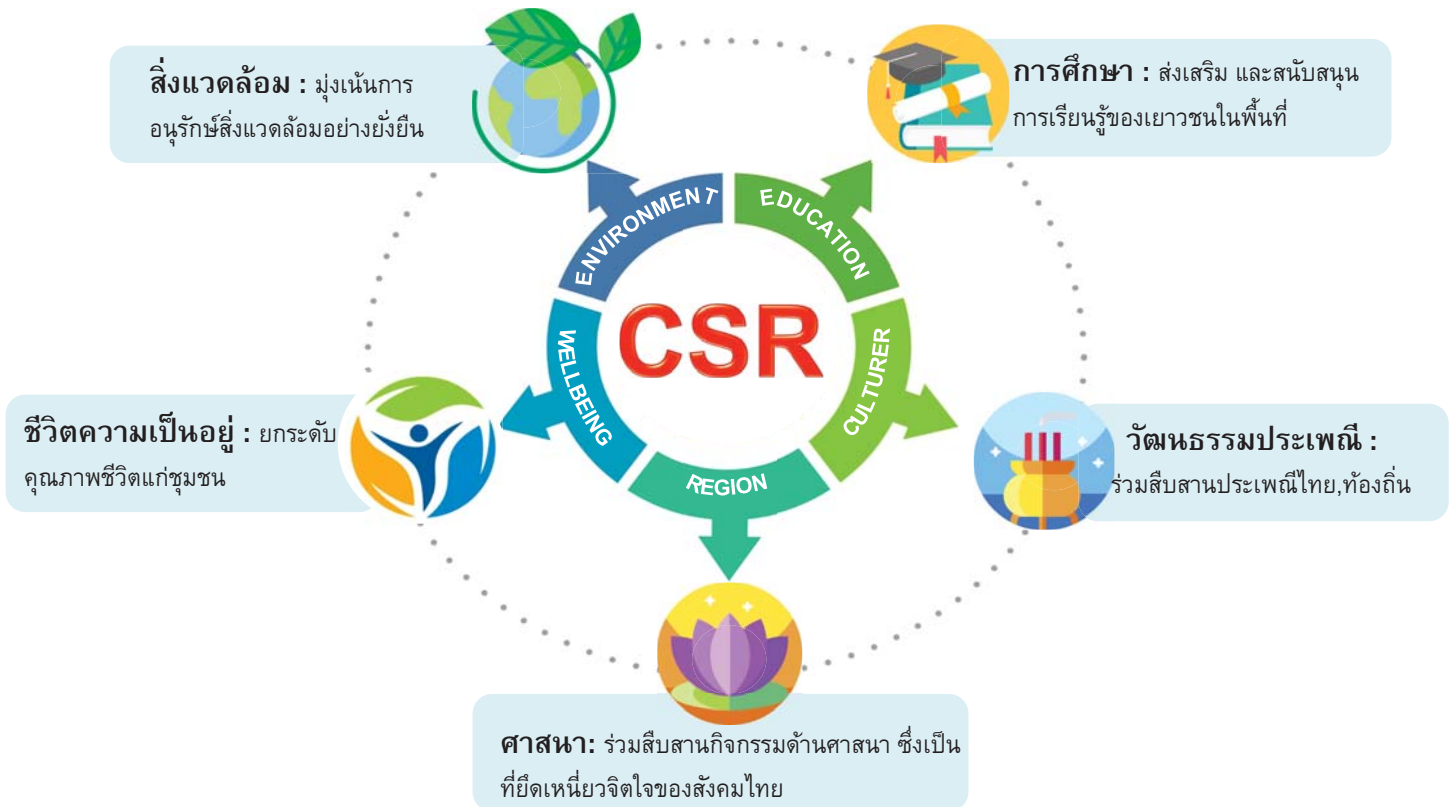 สิ่งแวดล้อม : มุ่งเน้นการ
อนุรักษ์สิ่งแวดล้อมอย่างยั่งยืน
การศึกษา : ส่งเสริม และสนับสนุน
การเรียนรู้ของเยาวชนในพื้นที่
ENVIRONMENT
EDUCATION
CSR
WELLBEING
CULTURER
REGION
ชีวิตความเป็นอยู่ : ยกระดับ
คุณภาพชีวิตแก่ชุมชน
วัฒนธรรมประเพณี :
ร่วมสืบสานประเพณีไทย,ท้องถิ่น
ศาสนา: ร่วมสืบสานกิจกรรมด้านศาสนา ซึ่งเป็น
ที่ยึดเหนี่ยวจิตใจของสังคมไทย